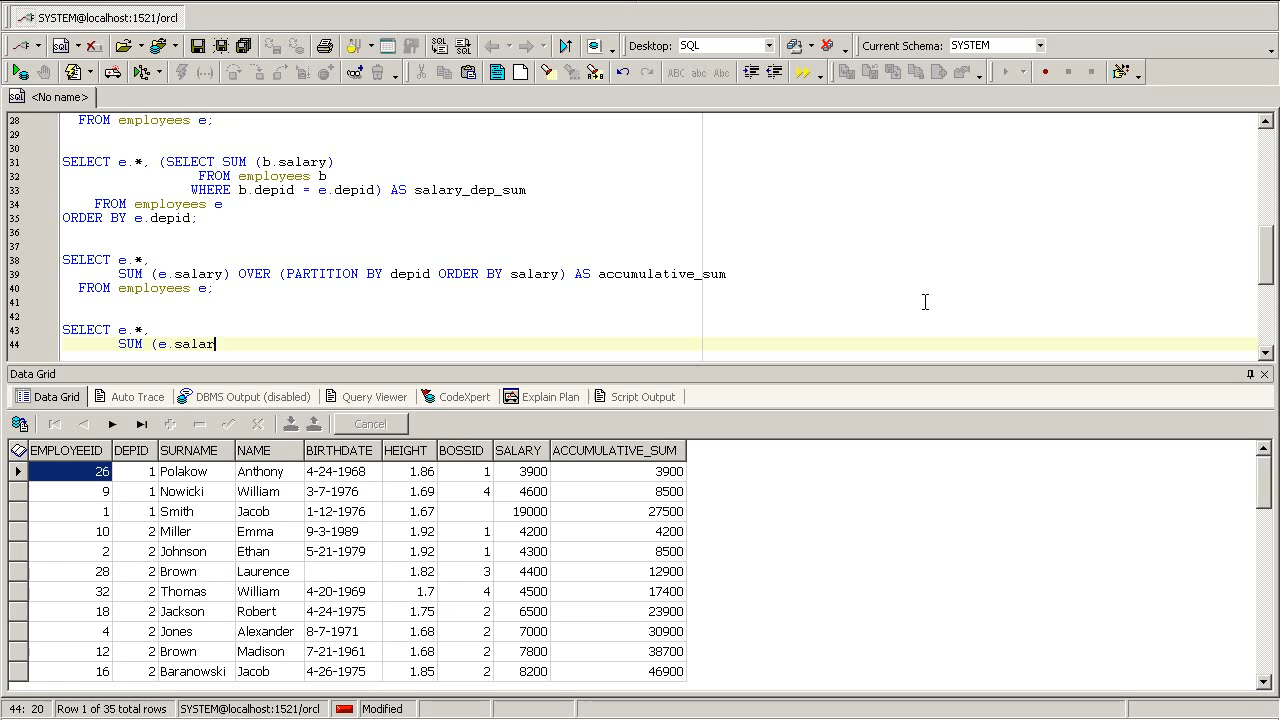 SYSTEM@localhost:1521/orcl
SQL Desktop: SQL Current Schema: SYSTEM
ABC abc Abc
SQL <No name>
28 FROM employees e;
29
30
31 SELECT e.*, (SELECT SUM (b.salary)
32 FROM employees b
33 WHERE b.depid = e.depid) AS salary_dep_sum
34 FROM employees e
35 ORDER BY e.depid;
36
37
38 SELECT e.*,
39 SUM (e.salary) OVER (PARTITION BY depid ORDER BY salary) AS accumulative_sum
40 FROM employees e;
41
42
43 SELECT e.*,
44 SUM (e.salar
Data Grid
Data Grid Auto Trace DBMS Output (disabled) Query Viewer CodeXpert Explain Plan Script Output
Cancel
EMPLOYEEID DEPID SURNAME NAME BIRTHDATE HEIGHT BOSSID SALARY ACCUMULATIVE_SUM
26 1 Polakow Anthony 4-24-1968 1.86 1 3900 3900
9 1 Nowicki William 3-7-1976 1.69 4 4600 8500
1 1 Smith Jacob 1-12-1976 1.67 19000 27500
10 2 Miller Emma 9-3-1989 1.92 1 4200 4200
2 2 Johnson Ethan 5-21-1979 1.92 1 4300 8500
28 2 Brown Laurence 1.82 3 4400 12900
32 2 Thomas William 4-20-1969 1.7 4 4500 17400
18 2 Jackson Robert 4-24-1975 1.75 2 6500 23900
4 2 Jones Alexander 8-7-1971 1.68 2 7000 30900
12 2 Brown Madison 7-21-1961 1.68 2 7800 38700
16 2 Baranowski Jacob 4-26-1975 1.85 2 8200 46900
44: 20 Row 1 of 35 total rows SYSTEM@localhost:1521/orcl Modified